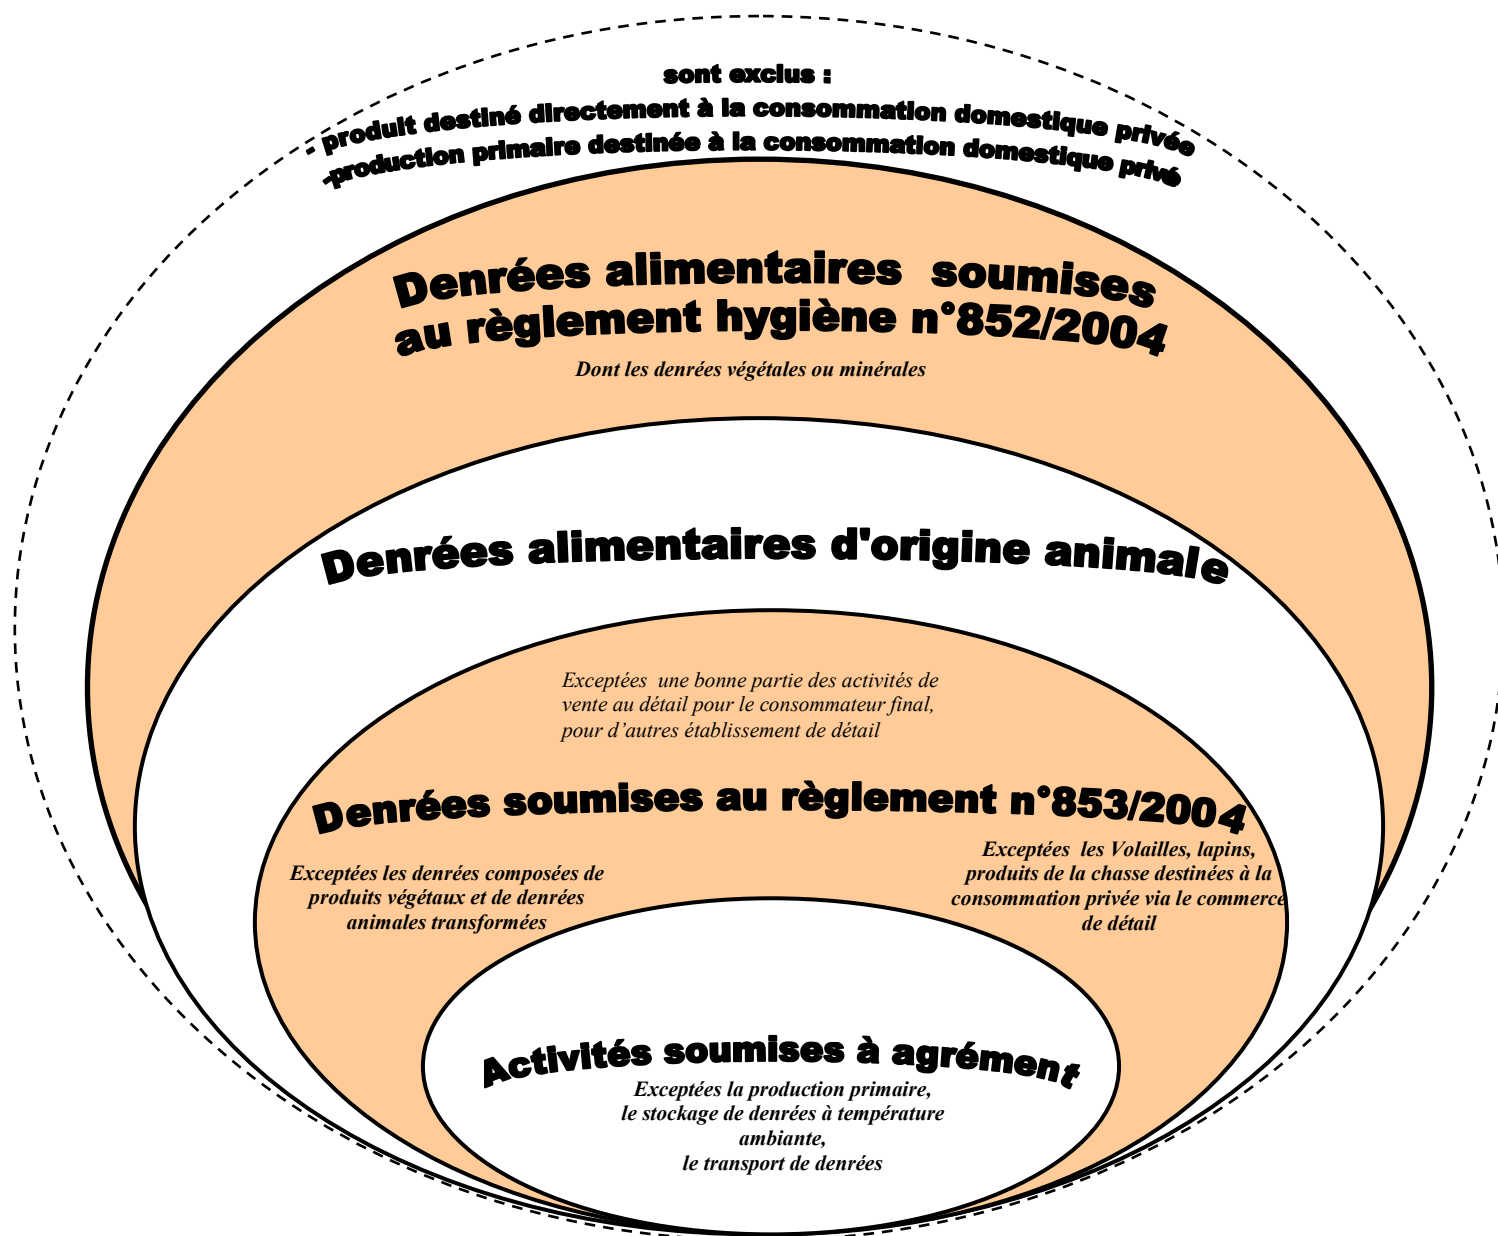 sont exclus :
- produit destiné directement à la consommation domestique privée
-production primaire destinée à la consommation domestique privé
Denrées alimentaires soumises
au règlement hygiène n°852/2004
Dont les denrées végétales ou minérales
Denrées alimentaires d'origine animale
Exceptées une bonne partie des activités de
vente au détail pour le consommateur final,
pour d’autres établissement de détail
Denrées soumises au règlement n°853/2004
Exceptées les denrées composées de
produits végétaux et de denrées
animales transformées
Exceptées les Volailles, lapins,
produits de la chasse destinées à la
consommation privée via le commerce
de détail
Activités soumises à agrément
Exceptées la production primaire,
le stockage de denrées à température
ambiante,
le transport de denrées